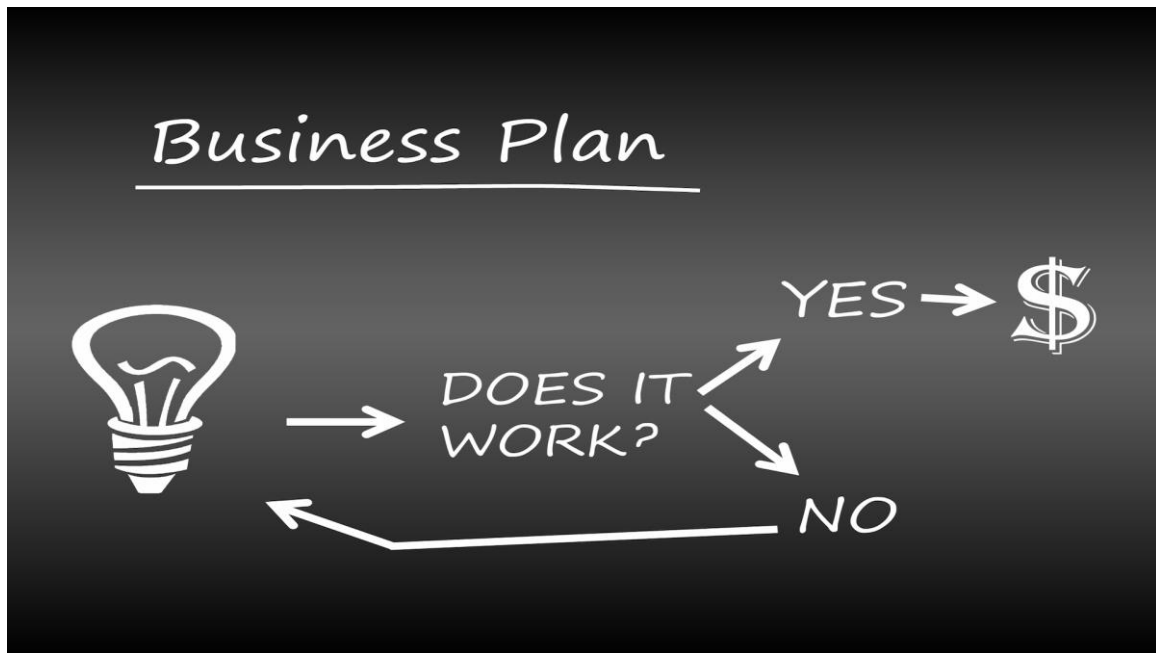 Business Plan
YES
$
DOES IT
WORK?
NO